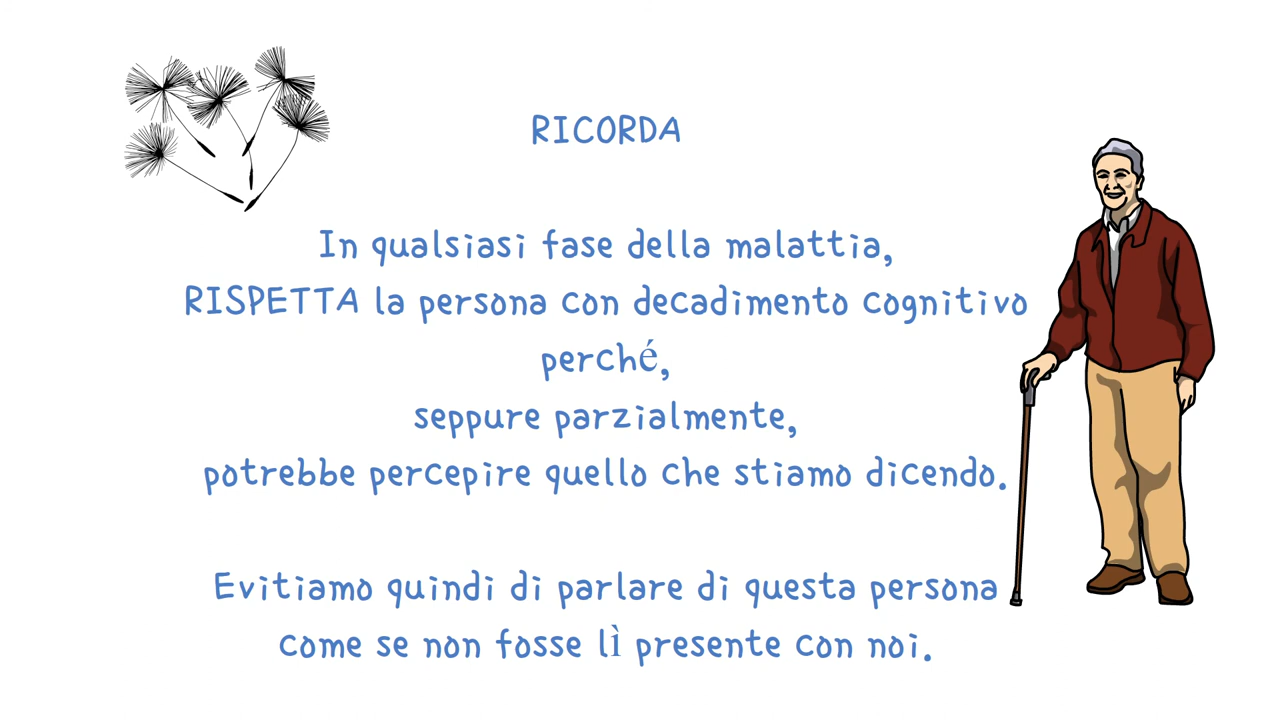 RICORDA
In qualsiasi fase della malattia,
RISPETTA la persona con decadimento cognitivo
perché,
seppure parzialmente,
potrebbe percepire quello che stiamo dicendo.
Evitiamo quindi di parlare di questa persona
come se non fosse lì presente con noi.